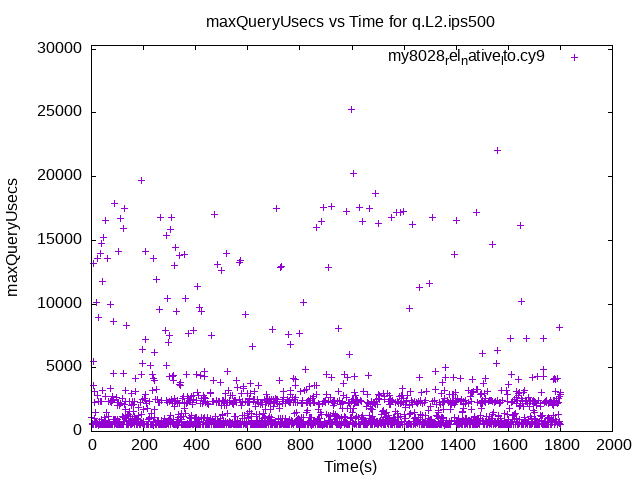 maxQueryUsecs vs Time for q.L2.ips500
my8028relnativelto.cy9
30000
25000
20000
15000
10000
5000
0
maxQueryUsecs
0 200 400 600 800 1000 1200 1400 1600 1800 2000
Time(s)